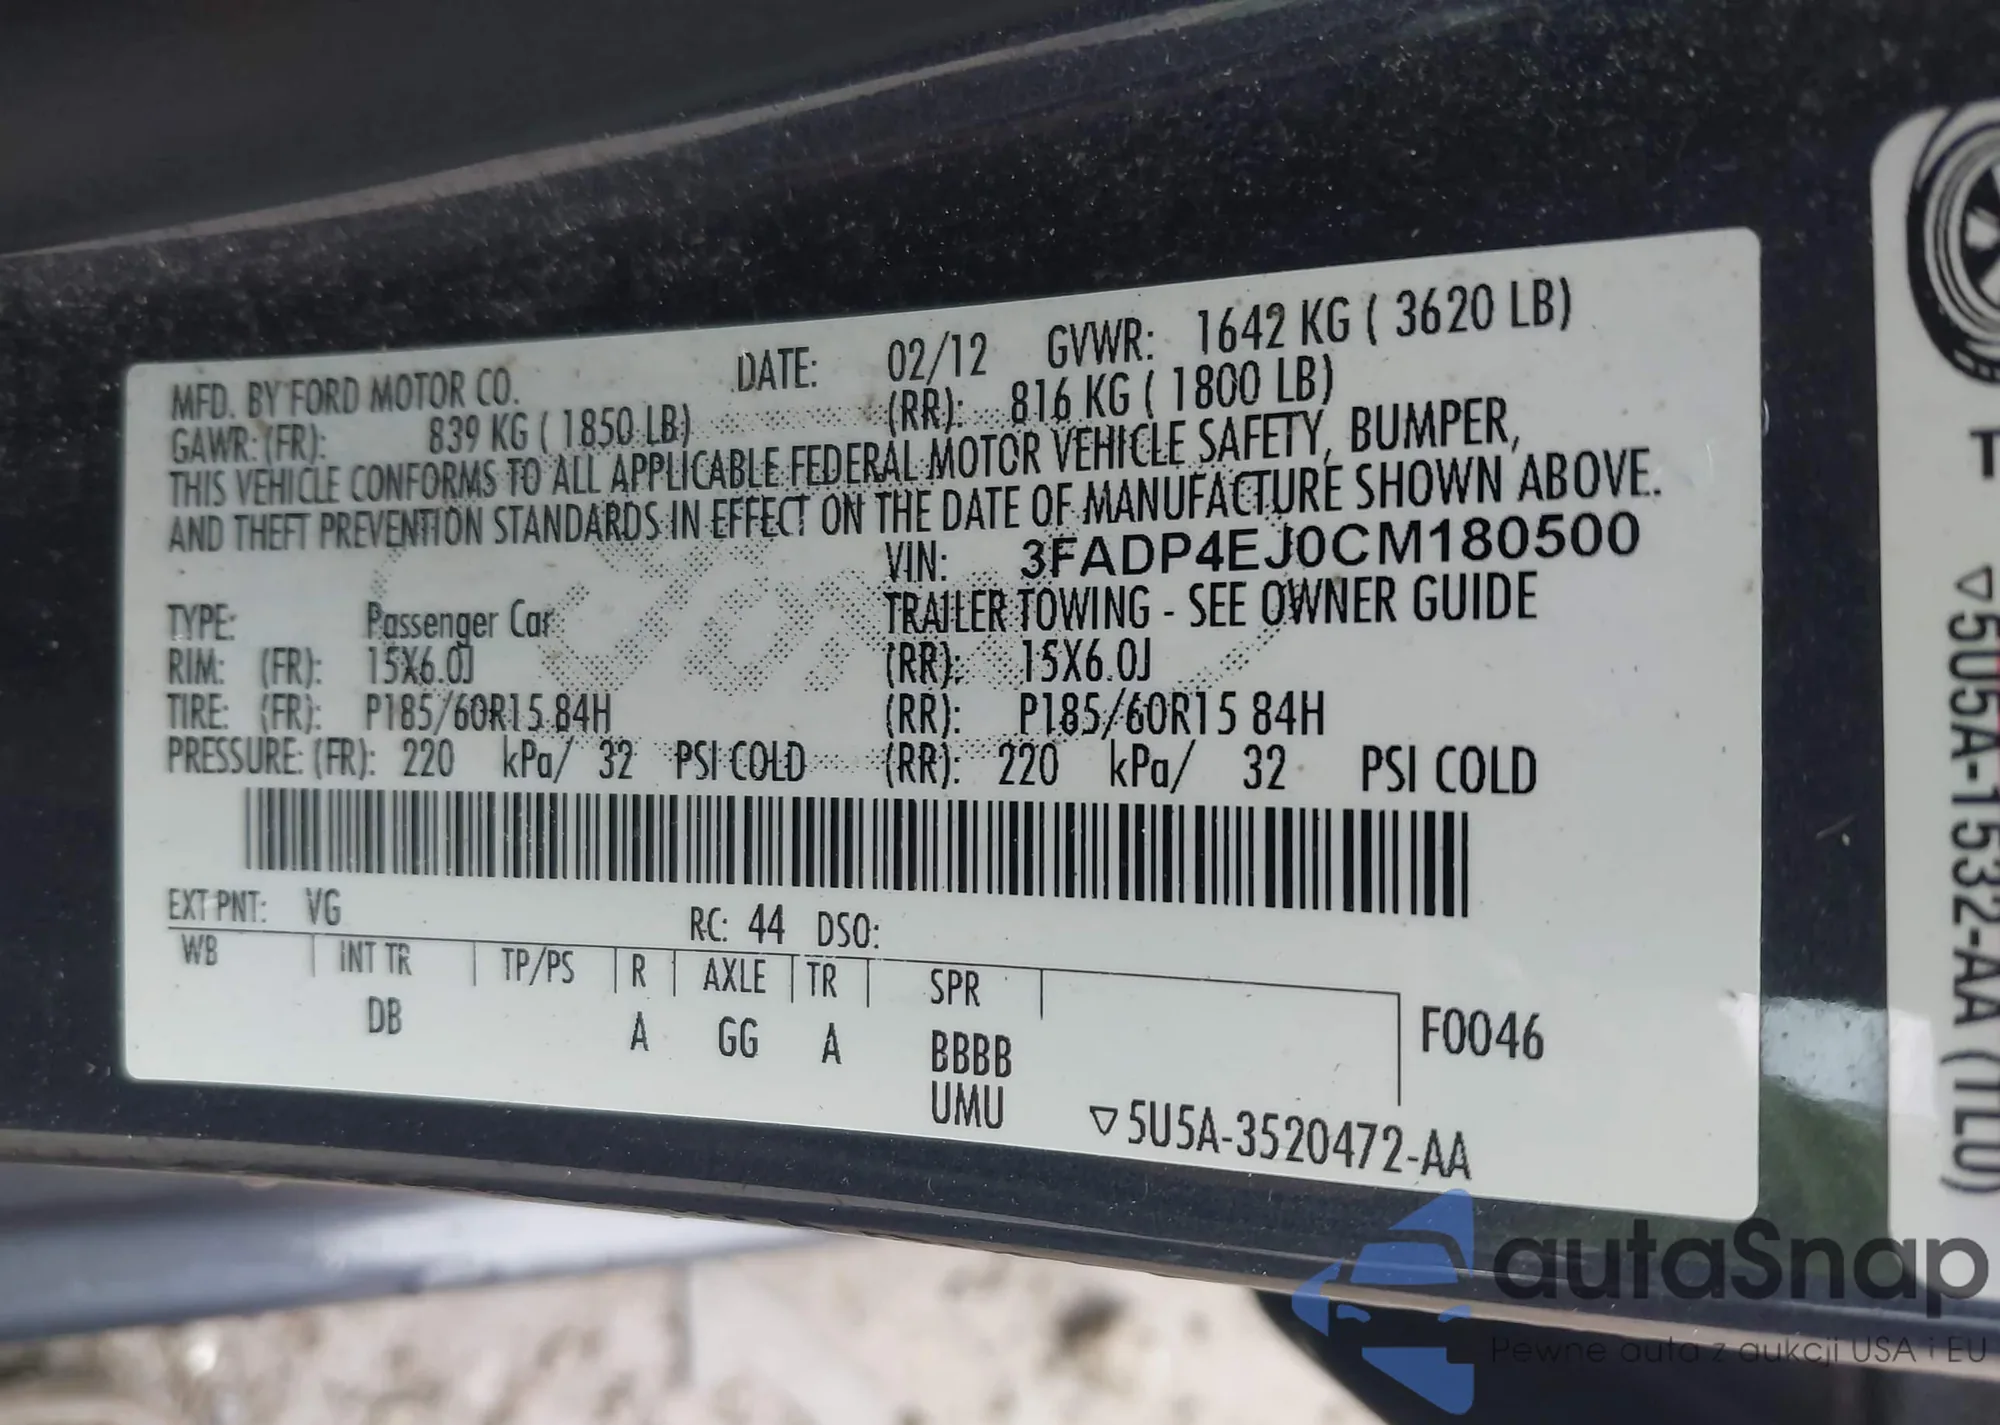 MFD. BY FORD MOTOR CO. DATE: 02/12 GVWR: 1642 KG ( 3620 LB)
GAWR: (FR): 839 KG ( 1850 LB) (RR): 816 KG ( 1800 LB)
THIS VEHICLE CONFORMS TO ALL APPLICABLE FEDERAL MOTOR VEHICLE SAFETY, BUMPER,
AND THEFT PREVENTION STANDARDS IN EFFECT ON THE DATE OF MANUFACTURE SHOWN ABOVE.
VIN: 3FADP4EJ0CM180500
TYPE: Passenger Car TRAILER TOWING - SEE OWNER GUIDE
RIM: (FR): 15X6.0J (RR): 15X6.0J
TIRE: (FR): P185/60R15 84H (RR): P185/60R15 84H
PRESSURE: (FR): 220 kPa/ 32 PSI COLD (RR): 220 kPa/ 32 PSI COLD
EXT PNT: VG RC: 44 DSO:
WB INT TR TP/PS R AXLE TR SPR
DB A GG A BBBB F0046
UMU
▽5U5A-3520472-AA
T
▽5U5A-1532-AA (TL0)
autaSnap
Pewne auta z aukcji USA i EU